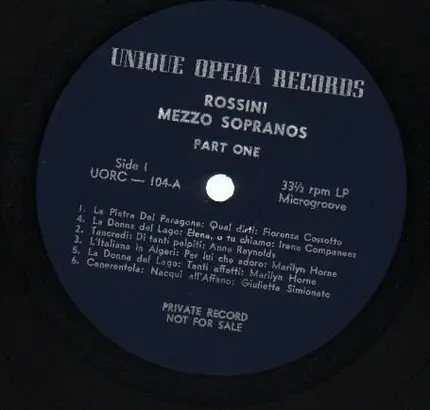 UNIQUE OPERA RECORDS
ROSSINI
MEZZO SOPRANOS
PART ONE
Side 1
UORC — 104-A
33⅓ rpm LP
Microgroove
1. La Pietra Del Paragone: Qual dirti: Fiorenza Cossotto
4. La Donna del Lago: Elena, o tu chiamo: Irene Companeez
2. Tancredi: Di tanti palpiti: Anna Reynolds
3. L'Italiana in Algeri: Per lui che adoro: Marilyn Horne
5. La Donna del Lago: Tanti affetti: Marilyn Horne
6. Cenerentola: Nacqui all'Affano: Giulietta Simionato
PRIVATE RECORD
NOT FOR SALE